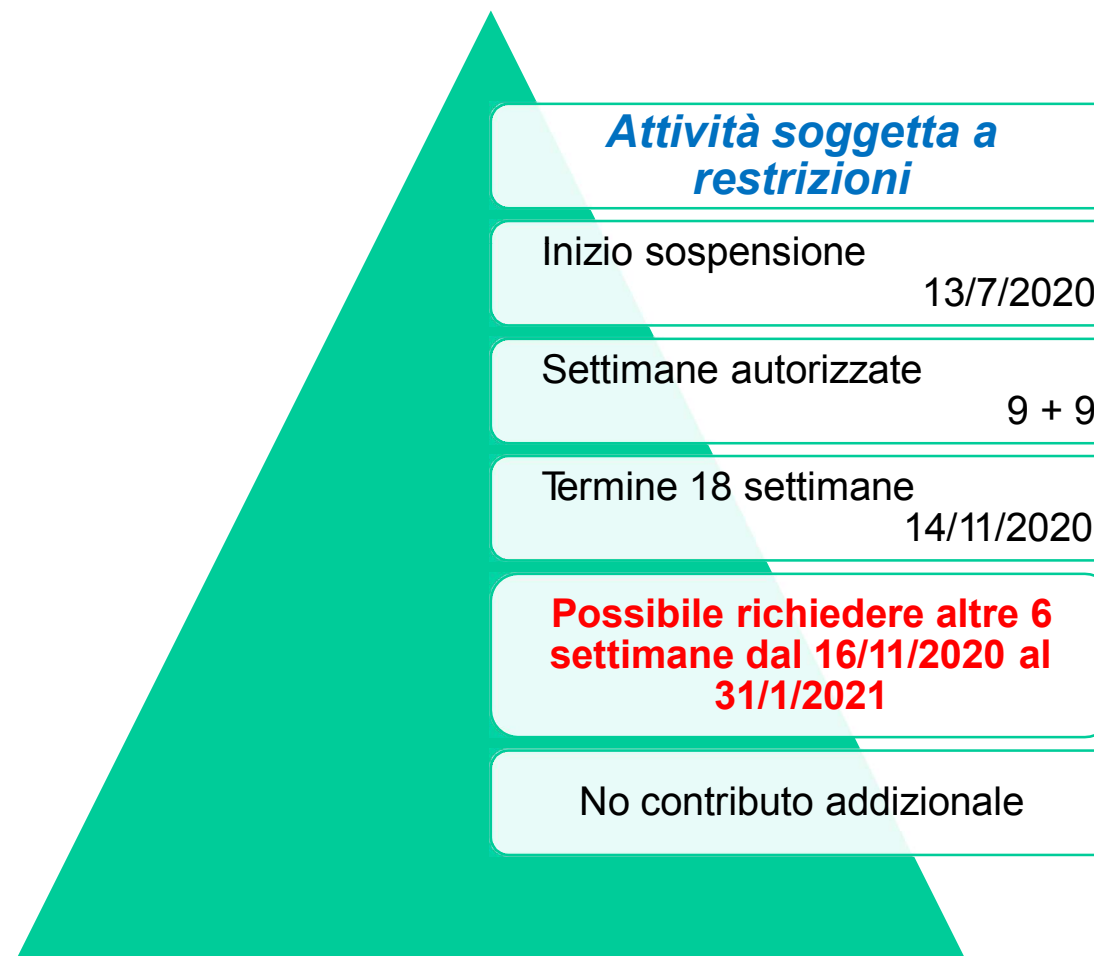 Attività soggetta a
restrizioni
Inizio sospensione
13/7/2020
Settimane autorizzate
9 + 9
Termine 18 settimane
14/11/2020
Possibile richiedere altre 6
settimane dal 16/11/2020 al
31/1/2021
No contributo addizionale